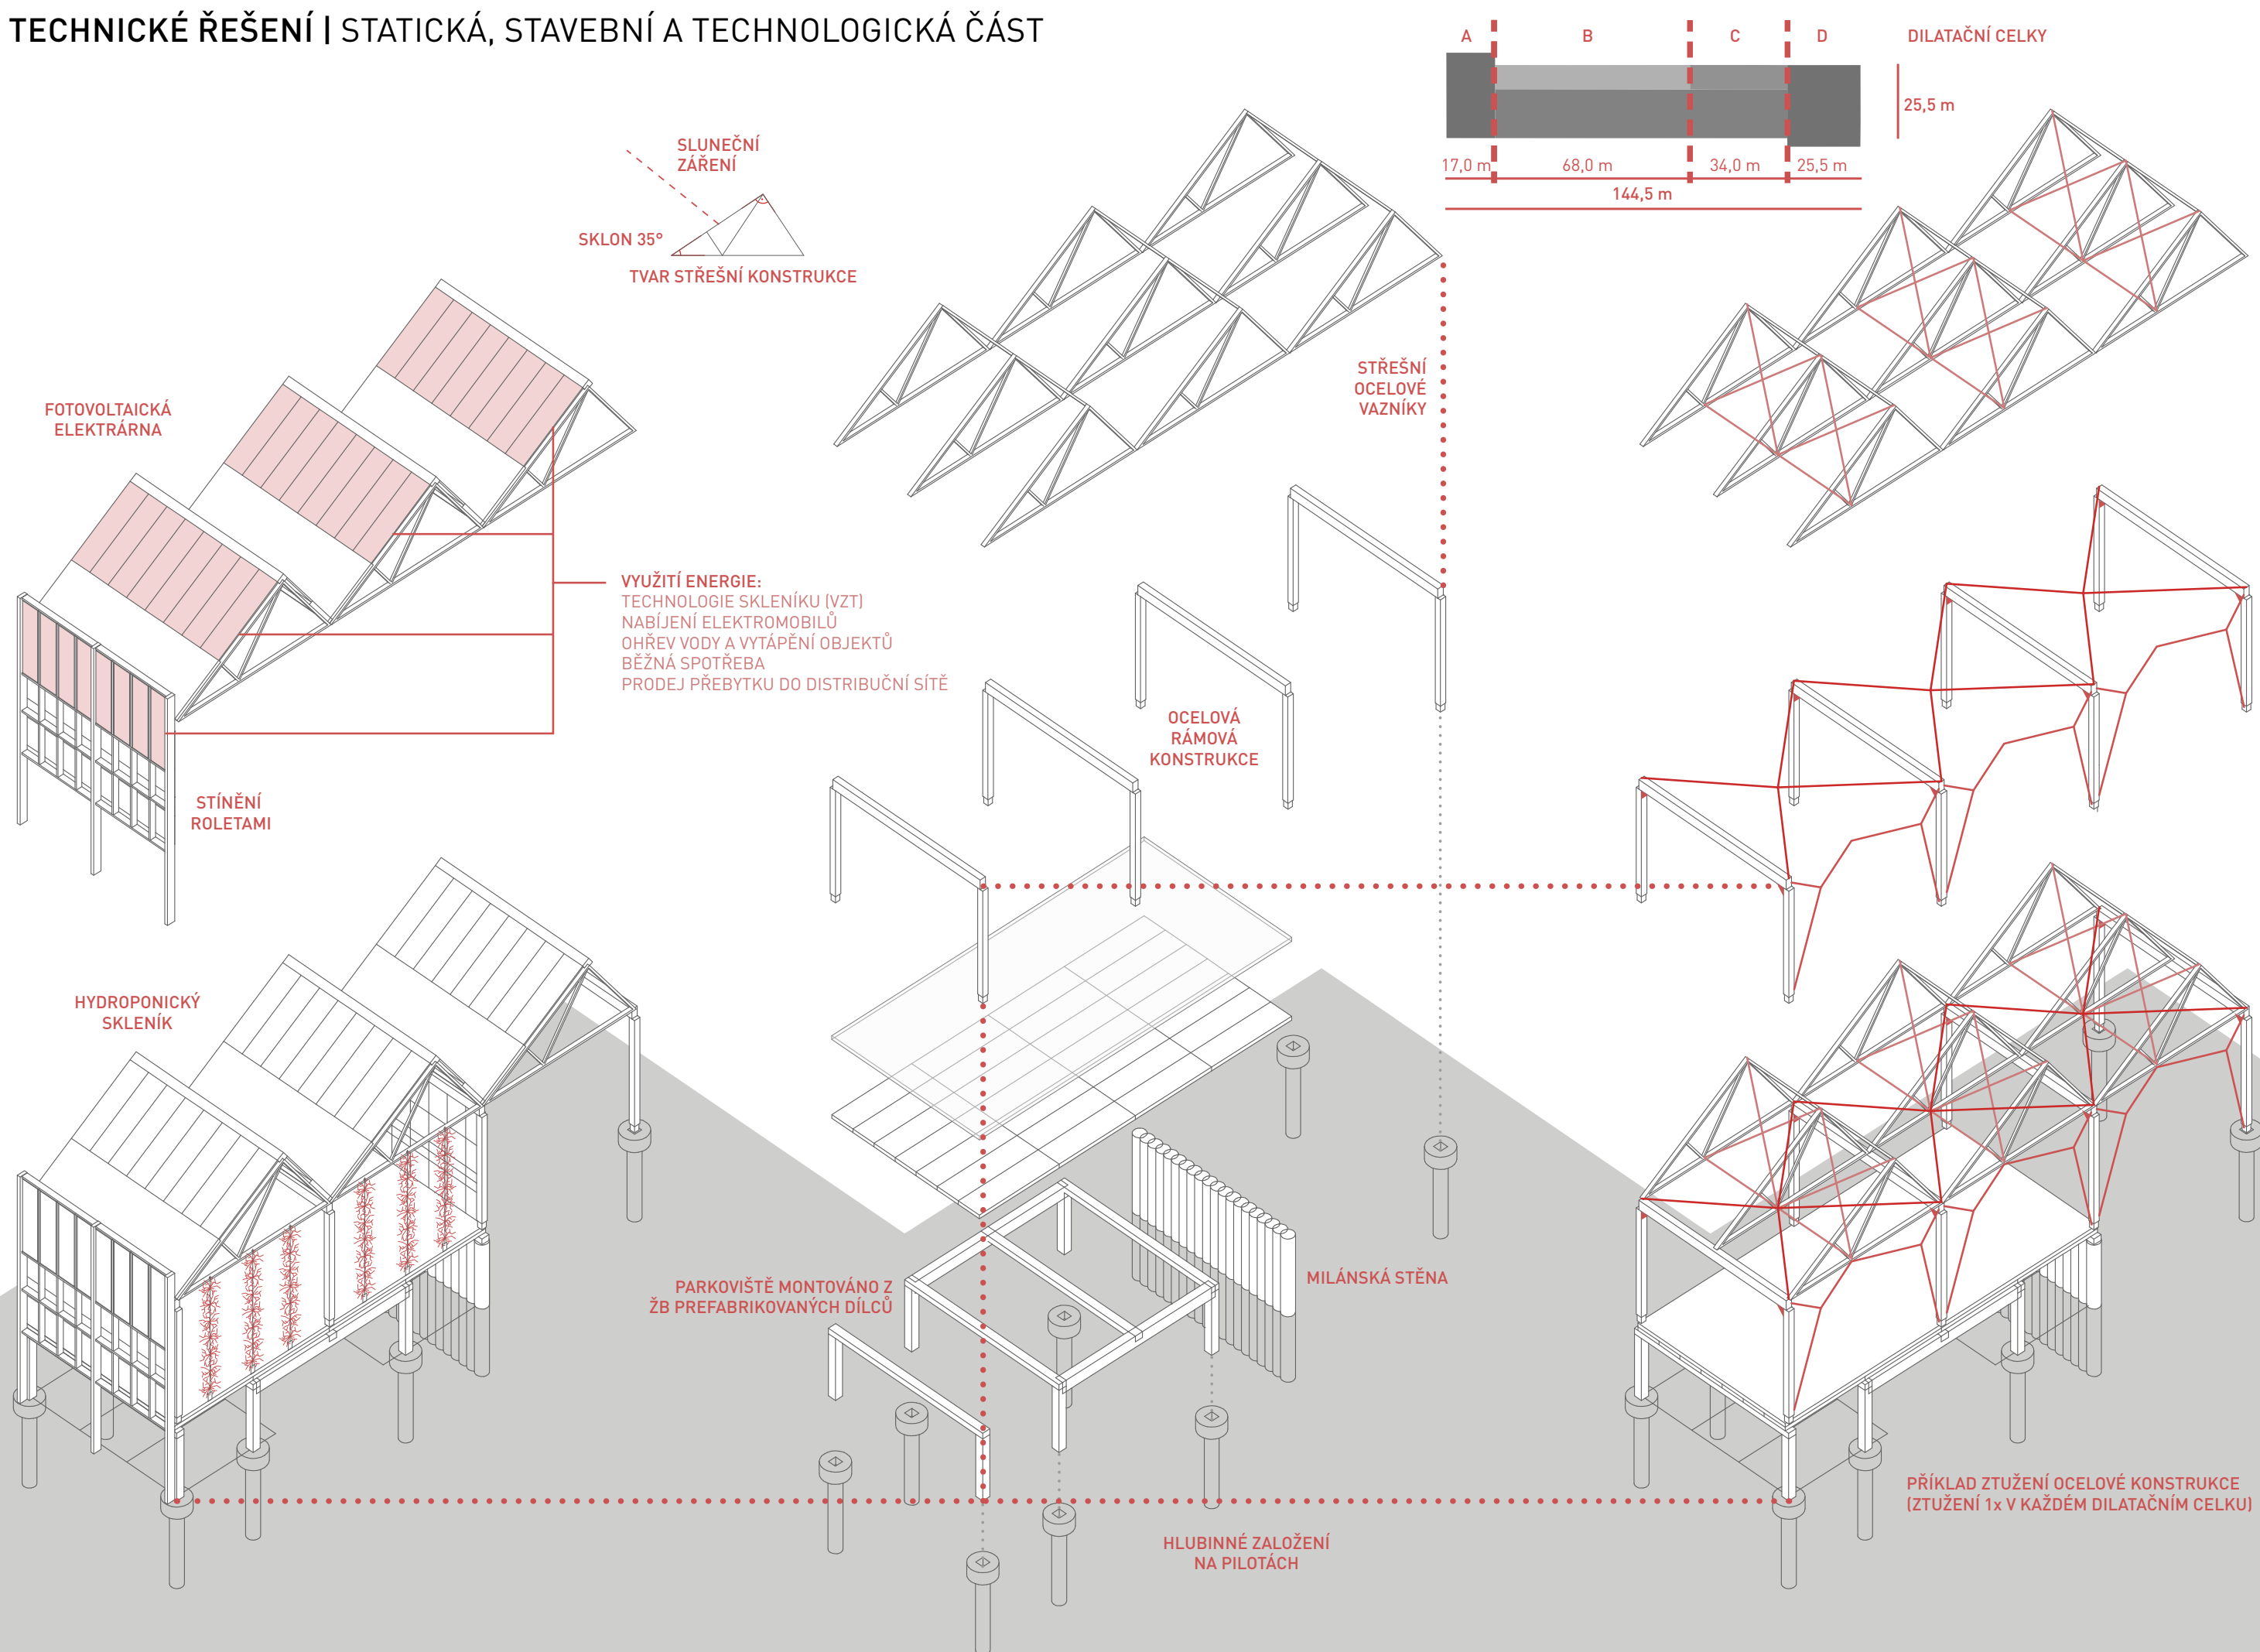 TECHNICKÉ ŘEŠENÍ | STATICKÁ, STAVEBNÍ A TECHNOLOGICKÁ ČÁST
A B C D DILATAČNÍ CELKY
25,5 m
17,0 m 68,0 m 34,0 m 25,5 m
144,5 m
SLUNEČNÍ
ZÁŘENÍ
SKLON 35°
TVAR STŘEŠNÍ KONSTRUKCE
STŘEŠNÍ
OCELOVÉ
VAZNÍKY
FOTOVOLTAICKÁ
ELEKTRÁRNA
VYUŽITÍ ENERGIE:
TECHNOLOGIE SKLENÍKU (VZT)
NABÍJENÍ ELEKTROMOBILŮ
OHŘEV VODY A VYTÁPĚNÍ OBJEKTŮ
BĚŽNÁ SPOTŘEBA
PRODEJ PŘEBYTKU DO DISTRIBUČNÍ SÍTĚ
OCELOVÁ
RÁMOVÁ
KONSTRUKCE
STÍNĚNÍ
ROLETAMI
HYDROPONICKÝ
SKLENÍK
PARKOVIŠTĚ MONTOVÁNO Z
ŽB PREFABRIKOVANÝCH DÍLCŮ
MILÁNSKÁ STĚNA
PŘÍKLAD ZTUŽENÍ OCELOVÉ KONSTRUKCE
(ZTUŽENÍ 1x V KAŽDÉM DILATAČNÍM CELKU)
HLUBINNÉ ZALOŽENÍ
NA PILOTÁCH